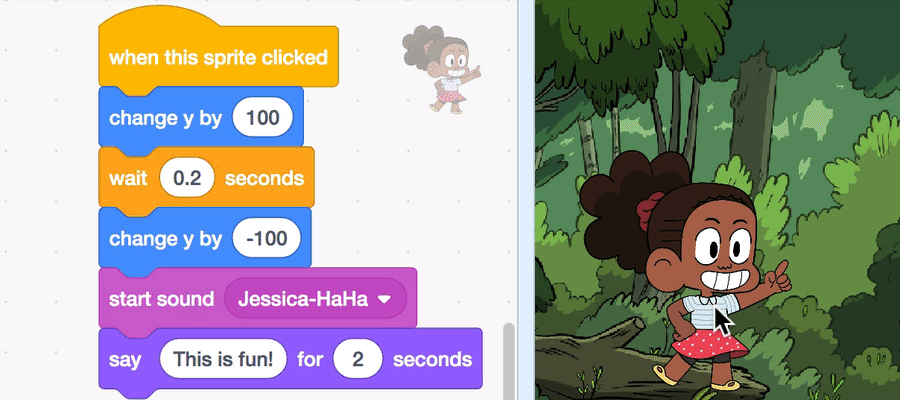 when this sprite clicked
change y by 100
wait 0.2 seconds
change y by -100
start sound Jessica-HaHa
say This is fun! for 2 seconds